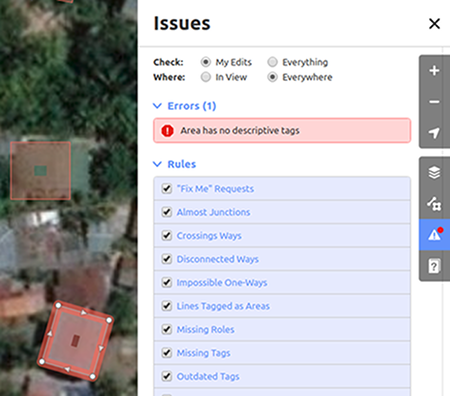 Issues
Check: My Edits Everything
Where: In View Everywhere
Errors (1)
Area has no descriptive tags
Rules
"Fix Me" Requests
Almost Junctions
Crossings Ways
Disconnected Ways
Impossible One-Ways
Lines Tagged as Areas
Missing Roles
Missing Tags
Outdated Tags